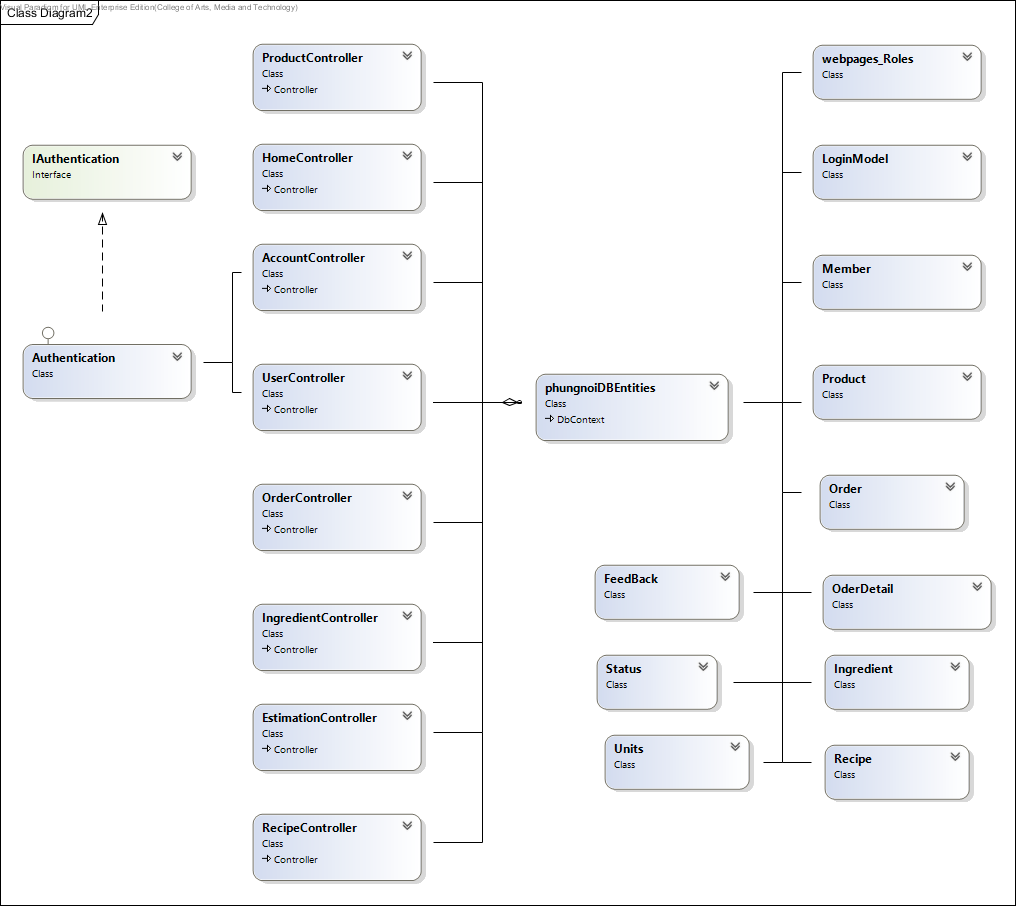 Visual Paradigm for UML Enterprise Edition(College of Arts, Media and Technology)
Class Diagram2
ProductController
Class
Controller
HomeController
Class
Controller
IAuthentication
Interface
AccountController
Class
Controller
Authentication
Class
UserController
Class
Controller
OrderController
Class
Controller
IngredientController
Class
Controller
EstimationController
Class
Controller
RecipeController
Class
Controller
phungnoiDBEntities
Class
DbContext
webpages_Roles
Class
LoginModel
Class
Member
Class
Product
Class
Order
Class
FeedBack
Class
OderDetail
Class
Status
Class
Ingredient
Class
Units
Class
Recipe
Class